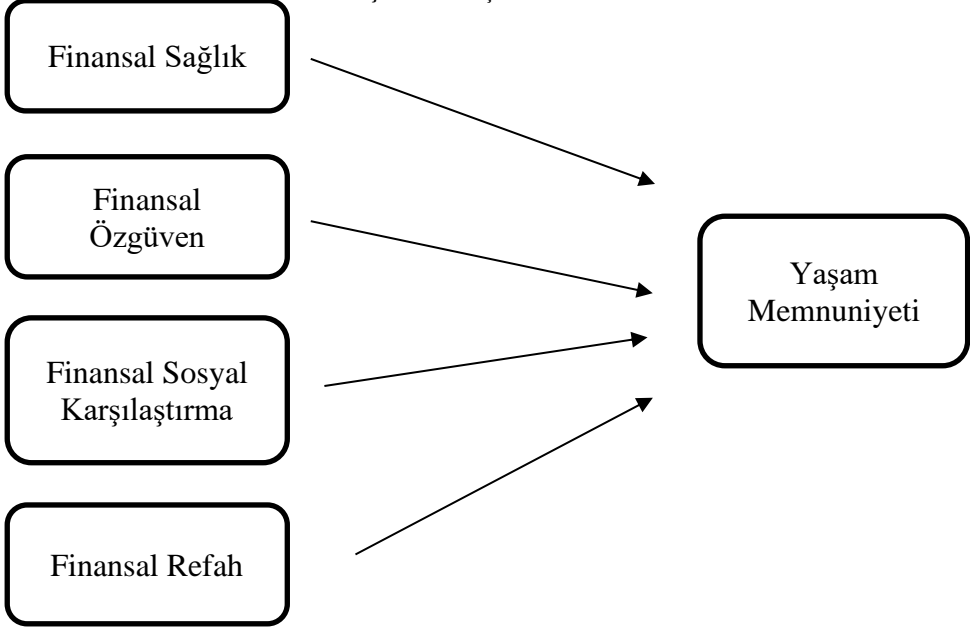 Finansal Sağlık
Finansal
Özgüven
Finansal Sosyal
Karşılaştırma
Finansal Refah
Yaşam
Memnuniyeti